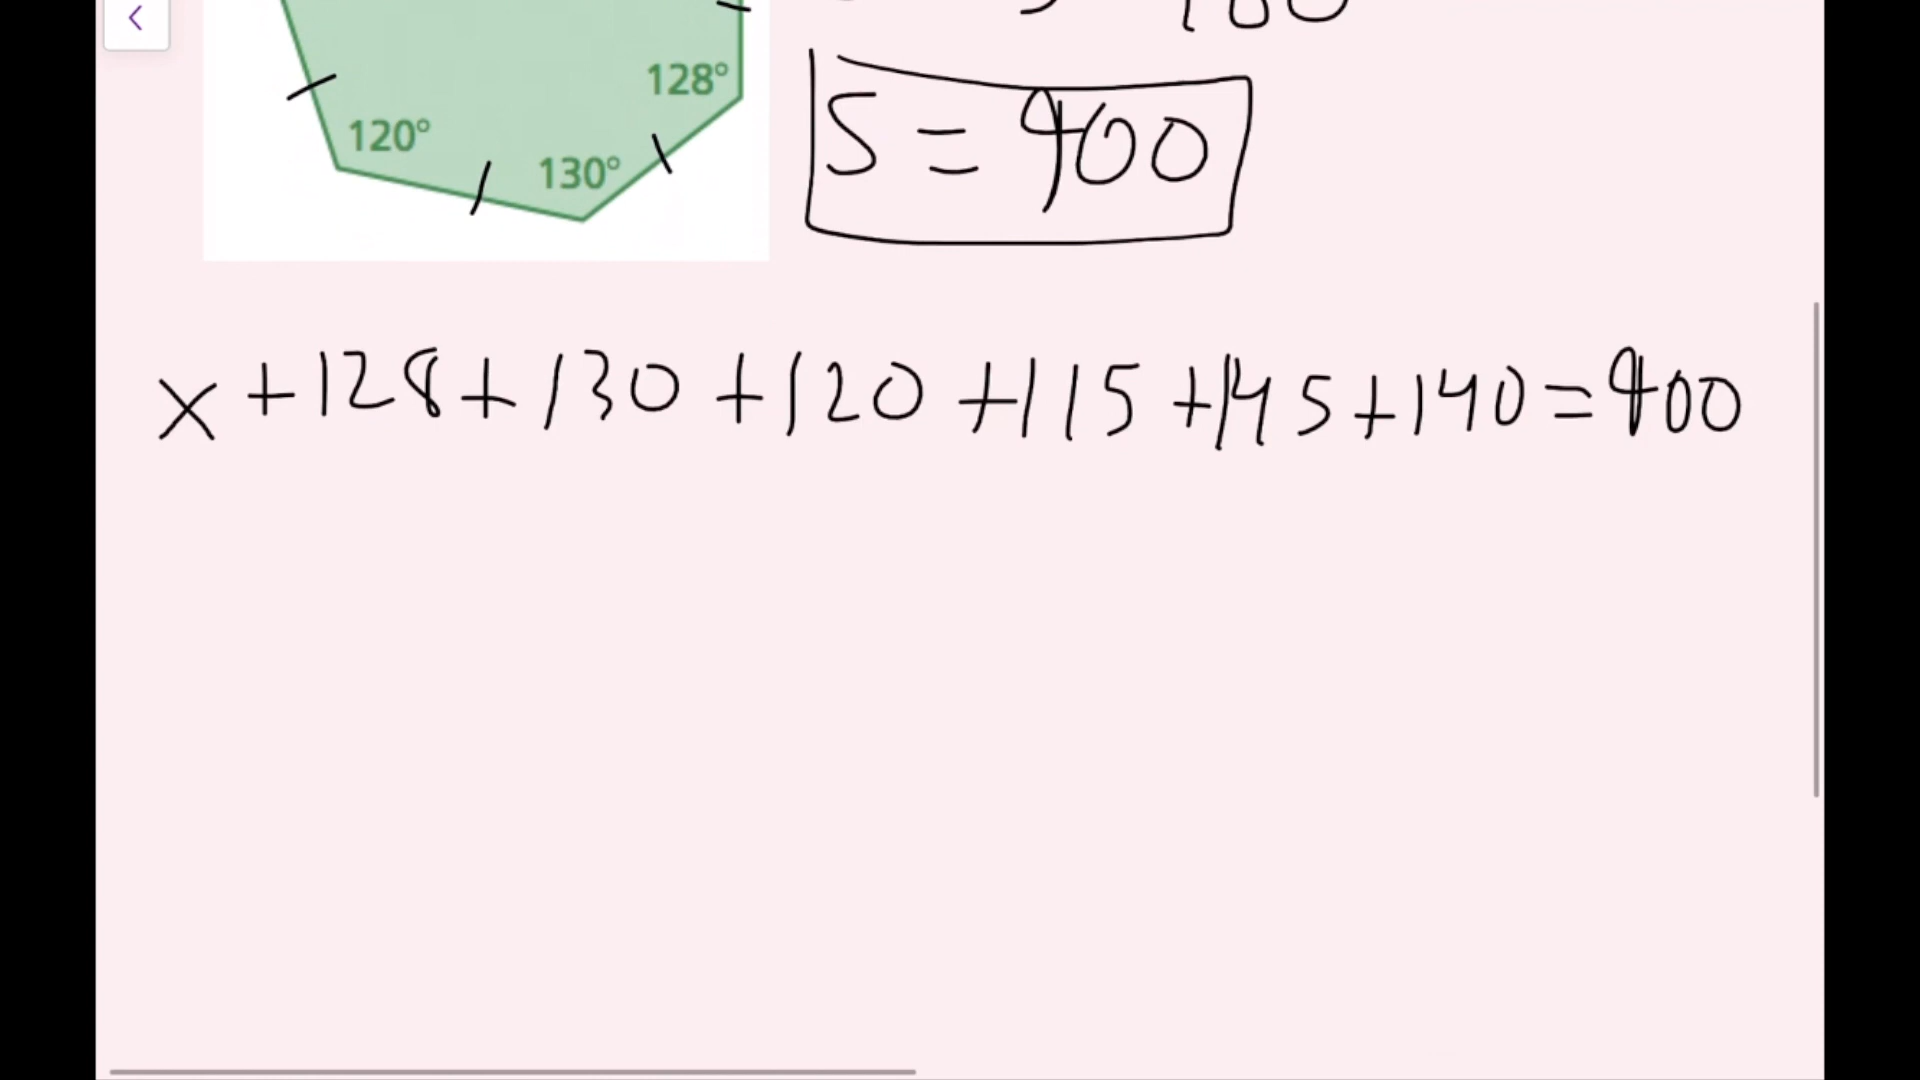 128°
120°
130°
S = 900
x + 128 + 130 + 120 + 115 + 145 + 140 = 900